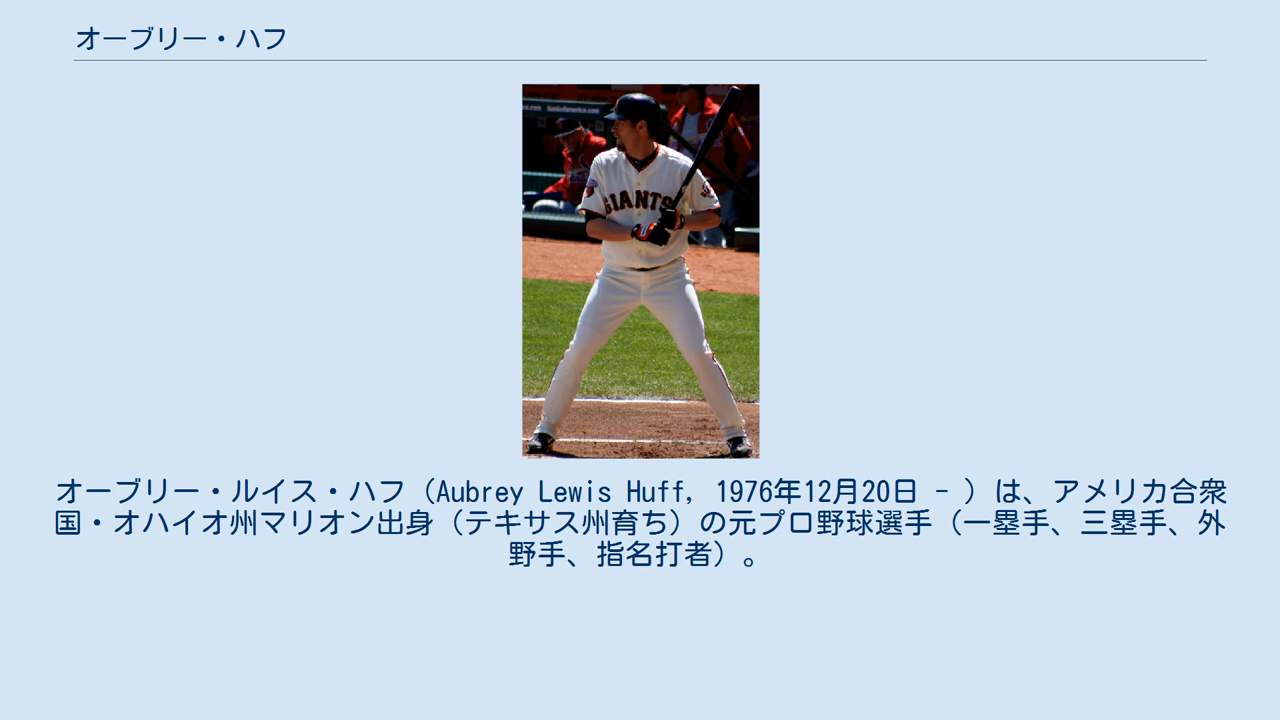 オーブリー・ハフ
GIANTS
オーブリー・ルイス・ハフ（Aubrey Lewis Huff, 1976年12月20日 - ）は、アメリカ合衆
国・オハイオ州マリオン出身（テキサス州育ち）の元プロ野球選手（一塁手、三塁手、外
野手、指名打者）。